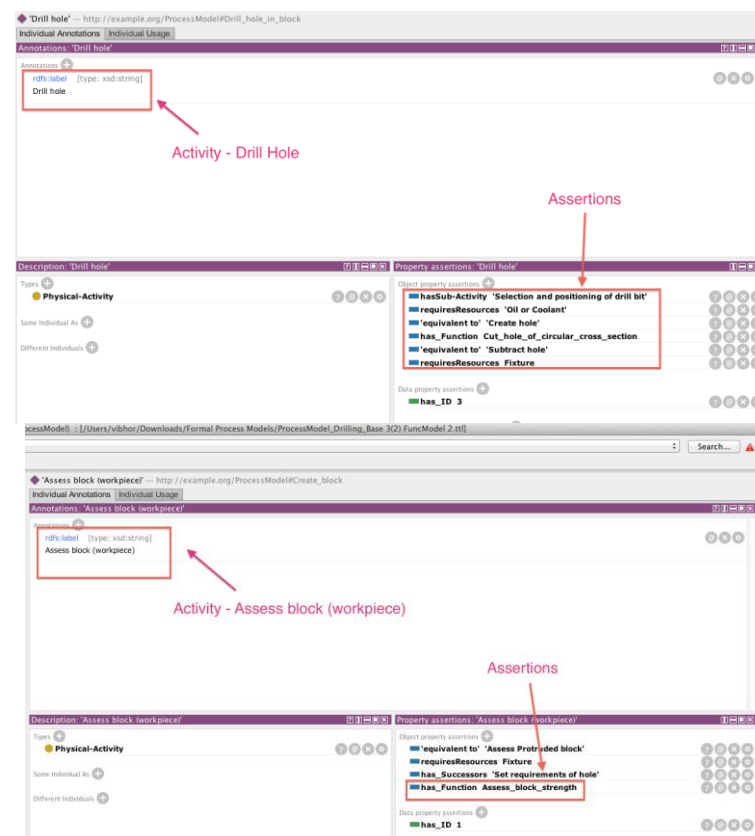 'Drill hole' — http://example.org/ProcessModel#Drill_hole_in_block
Individual Annotations Individual Usage
Annotations: 'Drill hole'
Annotations
rdfs:label [type: xsd:string]
Drill hole
Activity - Drill Hole
Assertions
Description: 'Drill hole'
Property assertions: 'Drill hole'
Types
Physical-Activity
Same Individual As
Different Individuals
Object property assertions
hasSub-Activity 'Selection and positioning of drill bit'
requiresResources 'Oil or Coolant'
'equivalent to' 'Create hole'
has_Function Cut_hole_of_circular_cross_section
'equivalent to' 'Subtract hole'
requiresResources Fixture
Data property assertions
has_ID 3
ocessModel) : [/Users/vibhor/Downloads/Formal Process Models/ProcessModel_Drilling_Base 3(2) FuncModel 2.ttl]
Search...
'Assess block (workpiece)' — http://example.org/ProcessModel#Create_block
Individual Annotations Individual Usage
Annotations: 'Assess block (workpiece)'
Annotations
rdfs:label [type: xsd:string]
Assess block (workpiece)
Activity - Assess block (workpiece)
Assertions
Description: 'Assess block (workpiece)'
Property assertions: 'Assess block (workpiece)'
Types
Physical-Activity
Same Individual As
Different Individuals
Object property assertions
'equivalent to' 'Assess Protruded block'
requiresResources Fixture
has_Successors 'Set requirements of hole'
has_Function Assess_block_strength
Data property assertions
has_ID 1